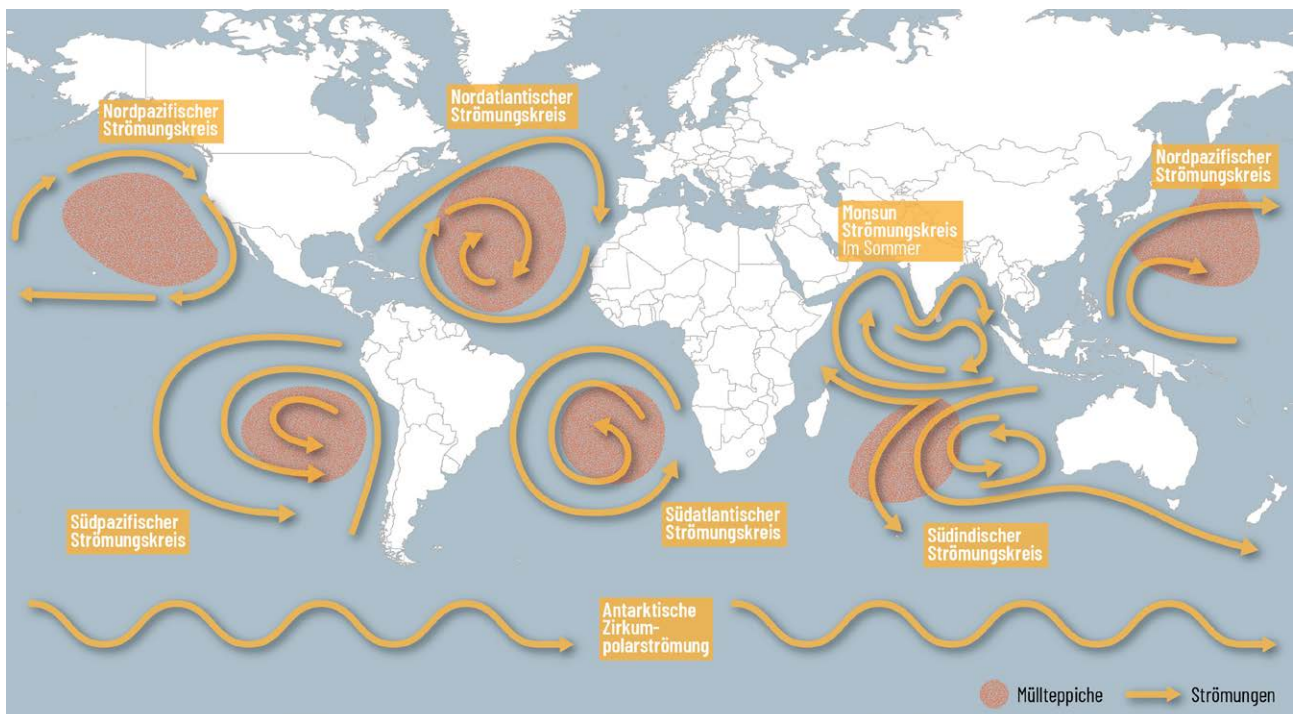 Nordpazifischer
Strömungskreis
Nordatlantischer
Strömungskreis
Nordpazifischer
Strömungskreis
Monsun
Strömungskreis
Im Sommer
Südpazifischer
Strömungskreis
Südatlantischer
Strömungskreis
Südindischer
Strömungskreis
Antarktische
Zirkum-
polarströmung
Müllteppiche
Strömungen